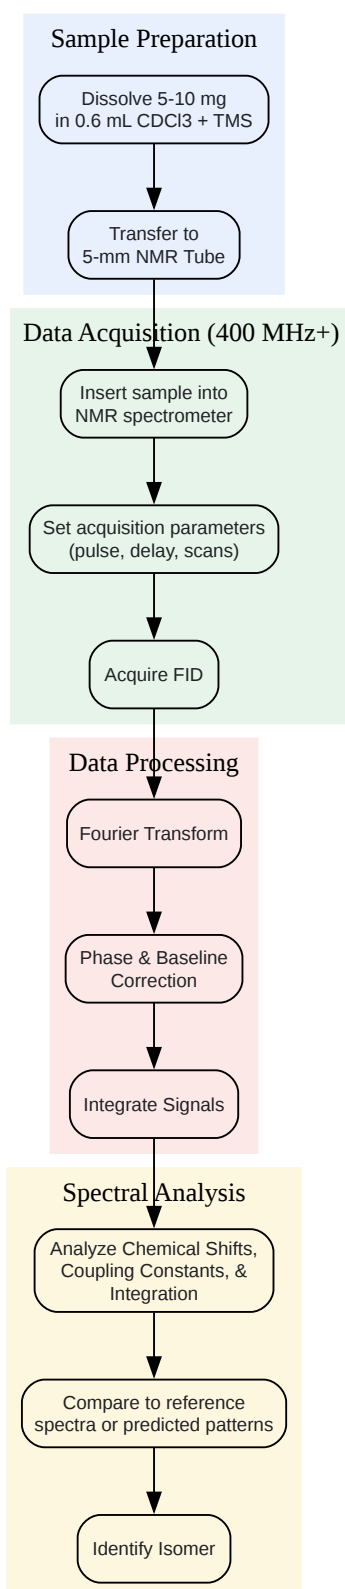 Sample Preparation
Dissolve 5-10 mg
in 0.6 mL CDCl3 + TMS
Transfer to
5-mm NMR Tube
Data Acquisition (400 MHz+)
Insert sample into
NMR spectrometer
Set acquisition parameters
(pulse, delay, scans)
Acquire FID
Data Processing
Fourier Transform
Phase & Baseline
Correction
Integrate Signals
Spectral Analysis
Analyze Chemical Shifts,
Coupling Constants, &
Integration
Compare to reference
spectra or predicted patterns
Identify Isomer